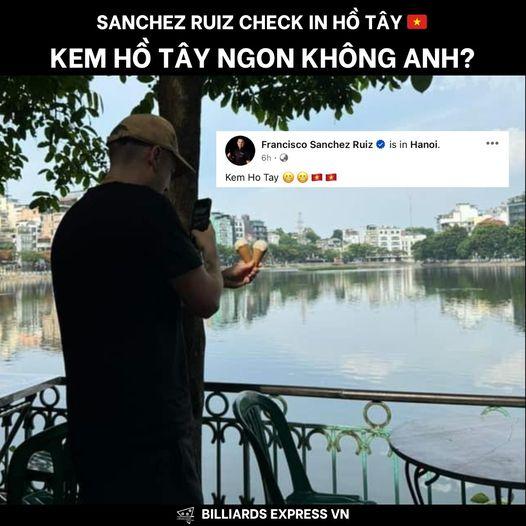 SANCHEZ RUIZ CHECK IN HỒ TÂY 🇻🇳
KEM HỒ TÂY NGON KHÔNG ANH?
Francisco Sanchez Ruiz is in Hanoi.
6h ·
Kem Ho Tay 😁😁🇻🇳🇻🇳
BILLIARDS EXPRESS VN